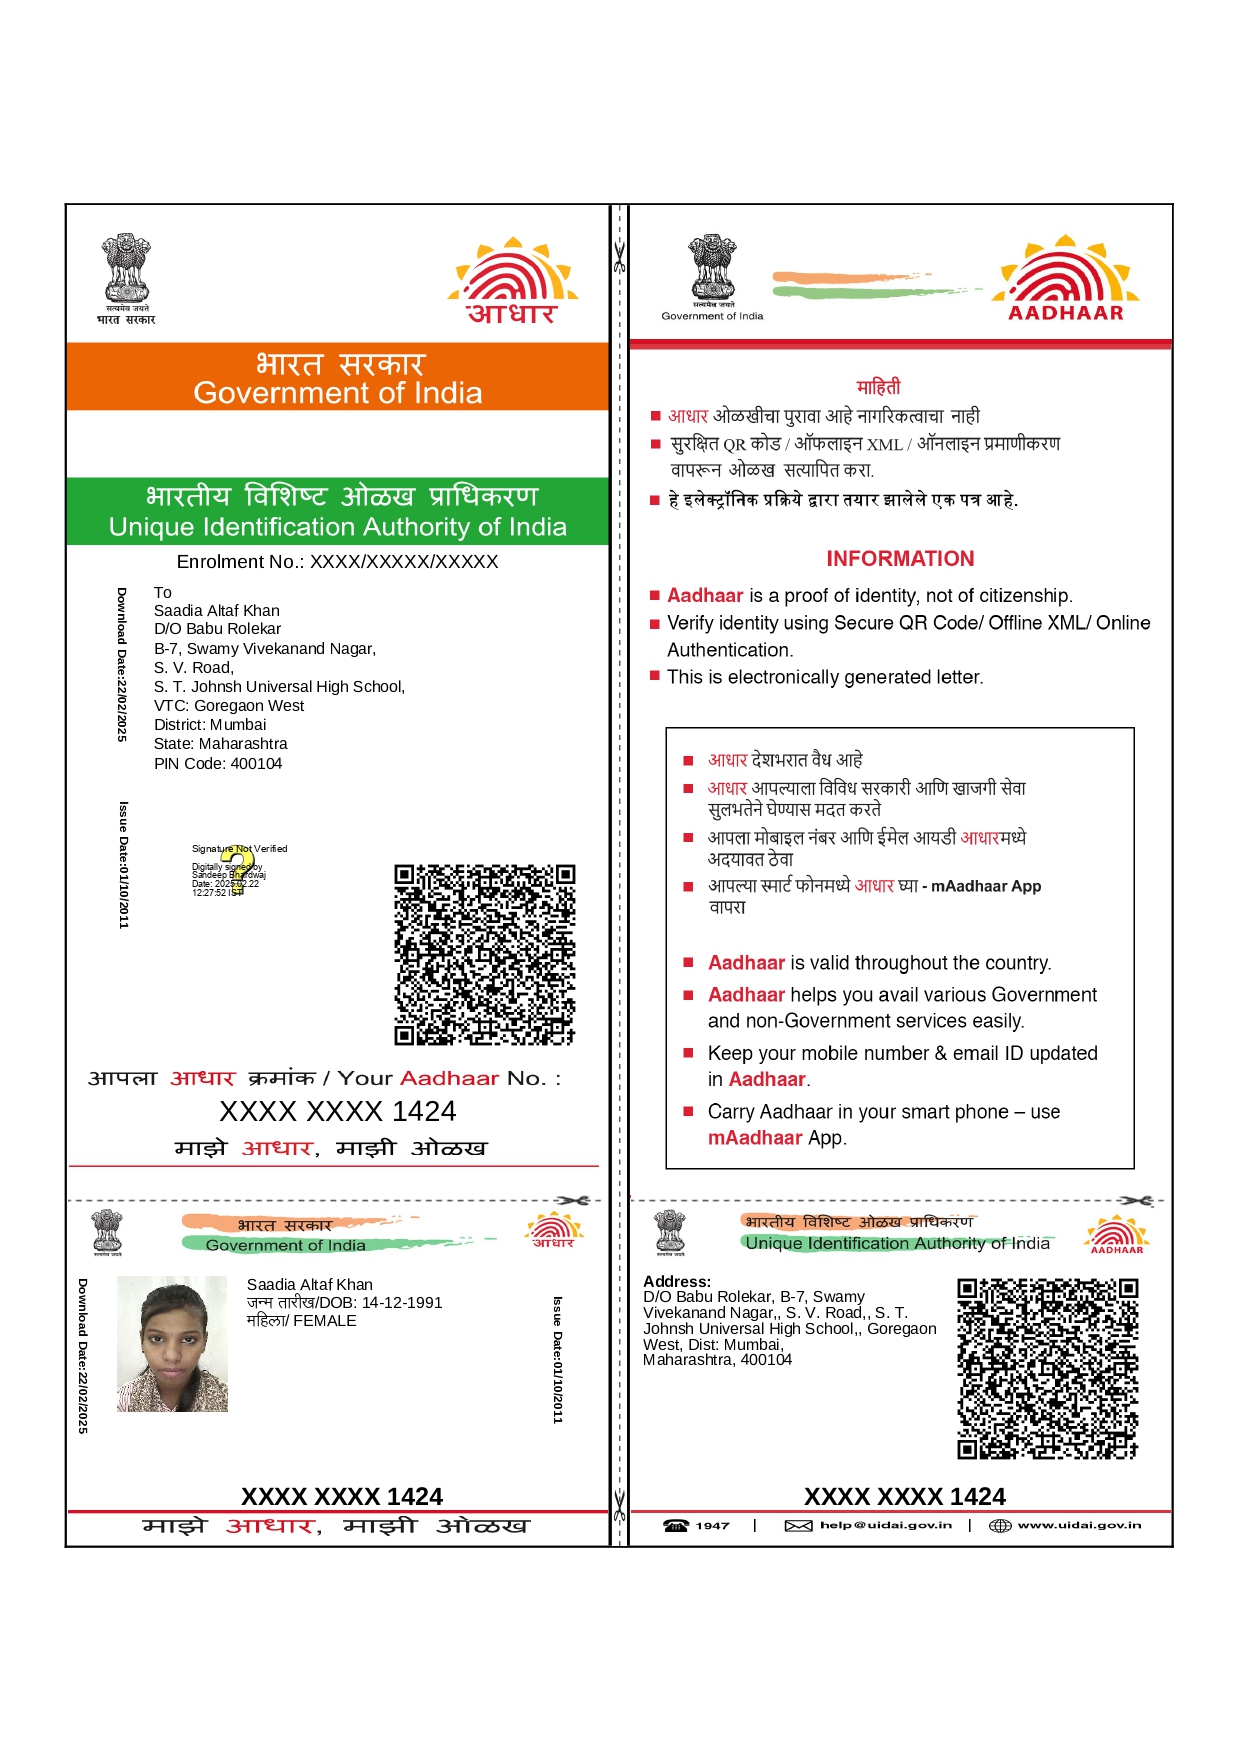 सत्यमेव जयते
भारत सरकार
आधार
भारत सरकार
Government of India
भारतीय विशिष्ट ओळख प्राधिकरण
Unique Identification Authority of India
Enrolment No.: XXXX/XXXXX/XXXXX
Download Date:22/02/2025
To
Saadia Altaf Khan
D/O Babu Rolekar
B-7, Swamy Vivekanand Nagar,
S. V. Road,
S. T. Johnsh Universal High School,
VTC: Goregaon West
District: Mumbai
State: Maharashtra
PIN Code: 400104
Issue Date:01/10/2011
Signature Not Verified
Digitally signed by
Sandeep Bhardwaj
Date: 2025.02.22
12:27:52 IST
आपला आधार क्रमांक / Your Aadhaar No. :
XXXX XXXX 1424
माझे आधार, माझी ओळख
भारत सरकार
Government of India
आधार
Download Date:22/02/2025
Saadia Altaf Khan
जन्म तारीख/DOB: 14-12-1991
महिला/ FEMALE
Issue Date:01/10/2011
XXXX XXXX 1424
माझे आधार, माझी ओळख
सत्यमेव जयते
Government of India
AADHAAR
माहिती
आधार ओळखीचा पुरावा आहे नागरिकत्वाचा नाही
सुरक्षित QR कोड / ऑफलाइन XML / ऑनलाइन प्रमाणीकरण
वापरून ओळख सत्यापित करा.
हे इलेक्ट्रॉनिक प्रक्रिये द्वारा तयार झालेले एक पत्र आहे.
INFORMATION
Aadhaar is a proof of identity, not of citizenship.
Verify identity using Secure QR Code/ Offline XML/ Online
Authentication.
This is electronically generated letter.
आधार देशभरात वैध आहे
आधार आपल्याला विविध सरकारी आणि खाजगी सेवा
सुलभतेने घेण्यास मदत करते
आपला मोबाइल नंबर आणि ईमेल आयडी आधारमध्ये
अदयावत ठेवा
आपल्या स्मार्ट फोनमध्ये आधार घ्या - mAadhaar App
वापरा
Aadhaar is valid throughout the country.
Aadhaar helps you avail various Government
and non-Government services easily.
Keep your mobile number & email ID updated
in Aadhaar.
Carry Aadhaar in your smart phone – use
mAadhaar App.
भारतीय विशिष्ट ओळख प्राधिकरण
Unique Identification Authority of India
AADHAAR
Address:
D/O Babu Rolekar, B-7, Swamy
Vivekanand Nagar,, S. V. Road,, S. T.
Johnsh Universal High School,, Goregaon
West, Dist: Mumbai,
Maharashtra, 400104
XXXX XXXX 1424
1947 | help@uidai.gov.in | www.uidai.gov.in